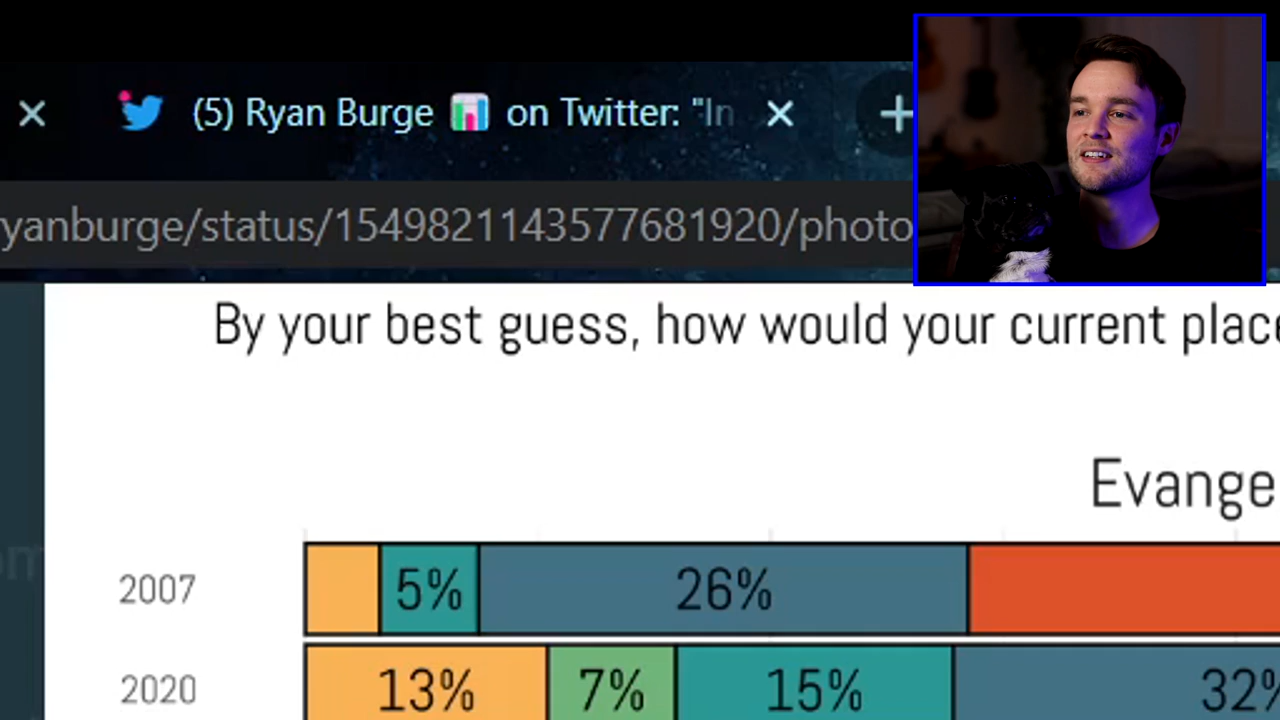 (5) Ryan Burge 📊 on Twitter: "In
yanburge/status/1549821143577681920/photo
By your best guess, how would your current place
Evange
2007
5%
26%
2020
13%
7%
15%
32%